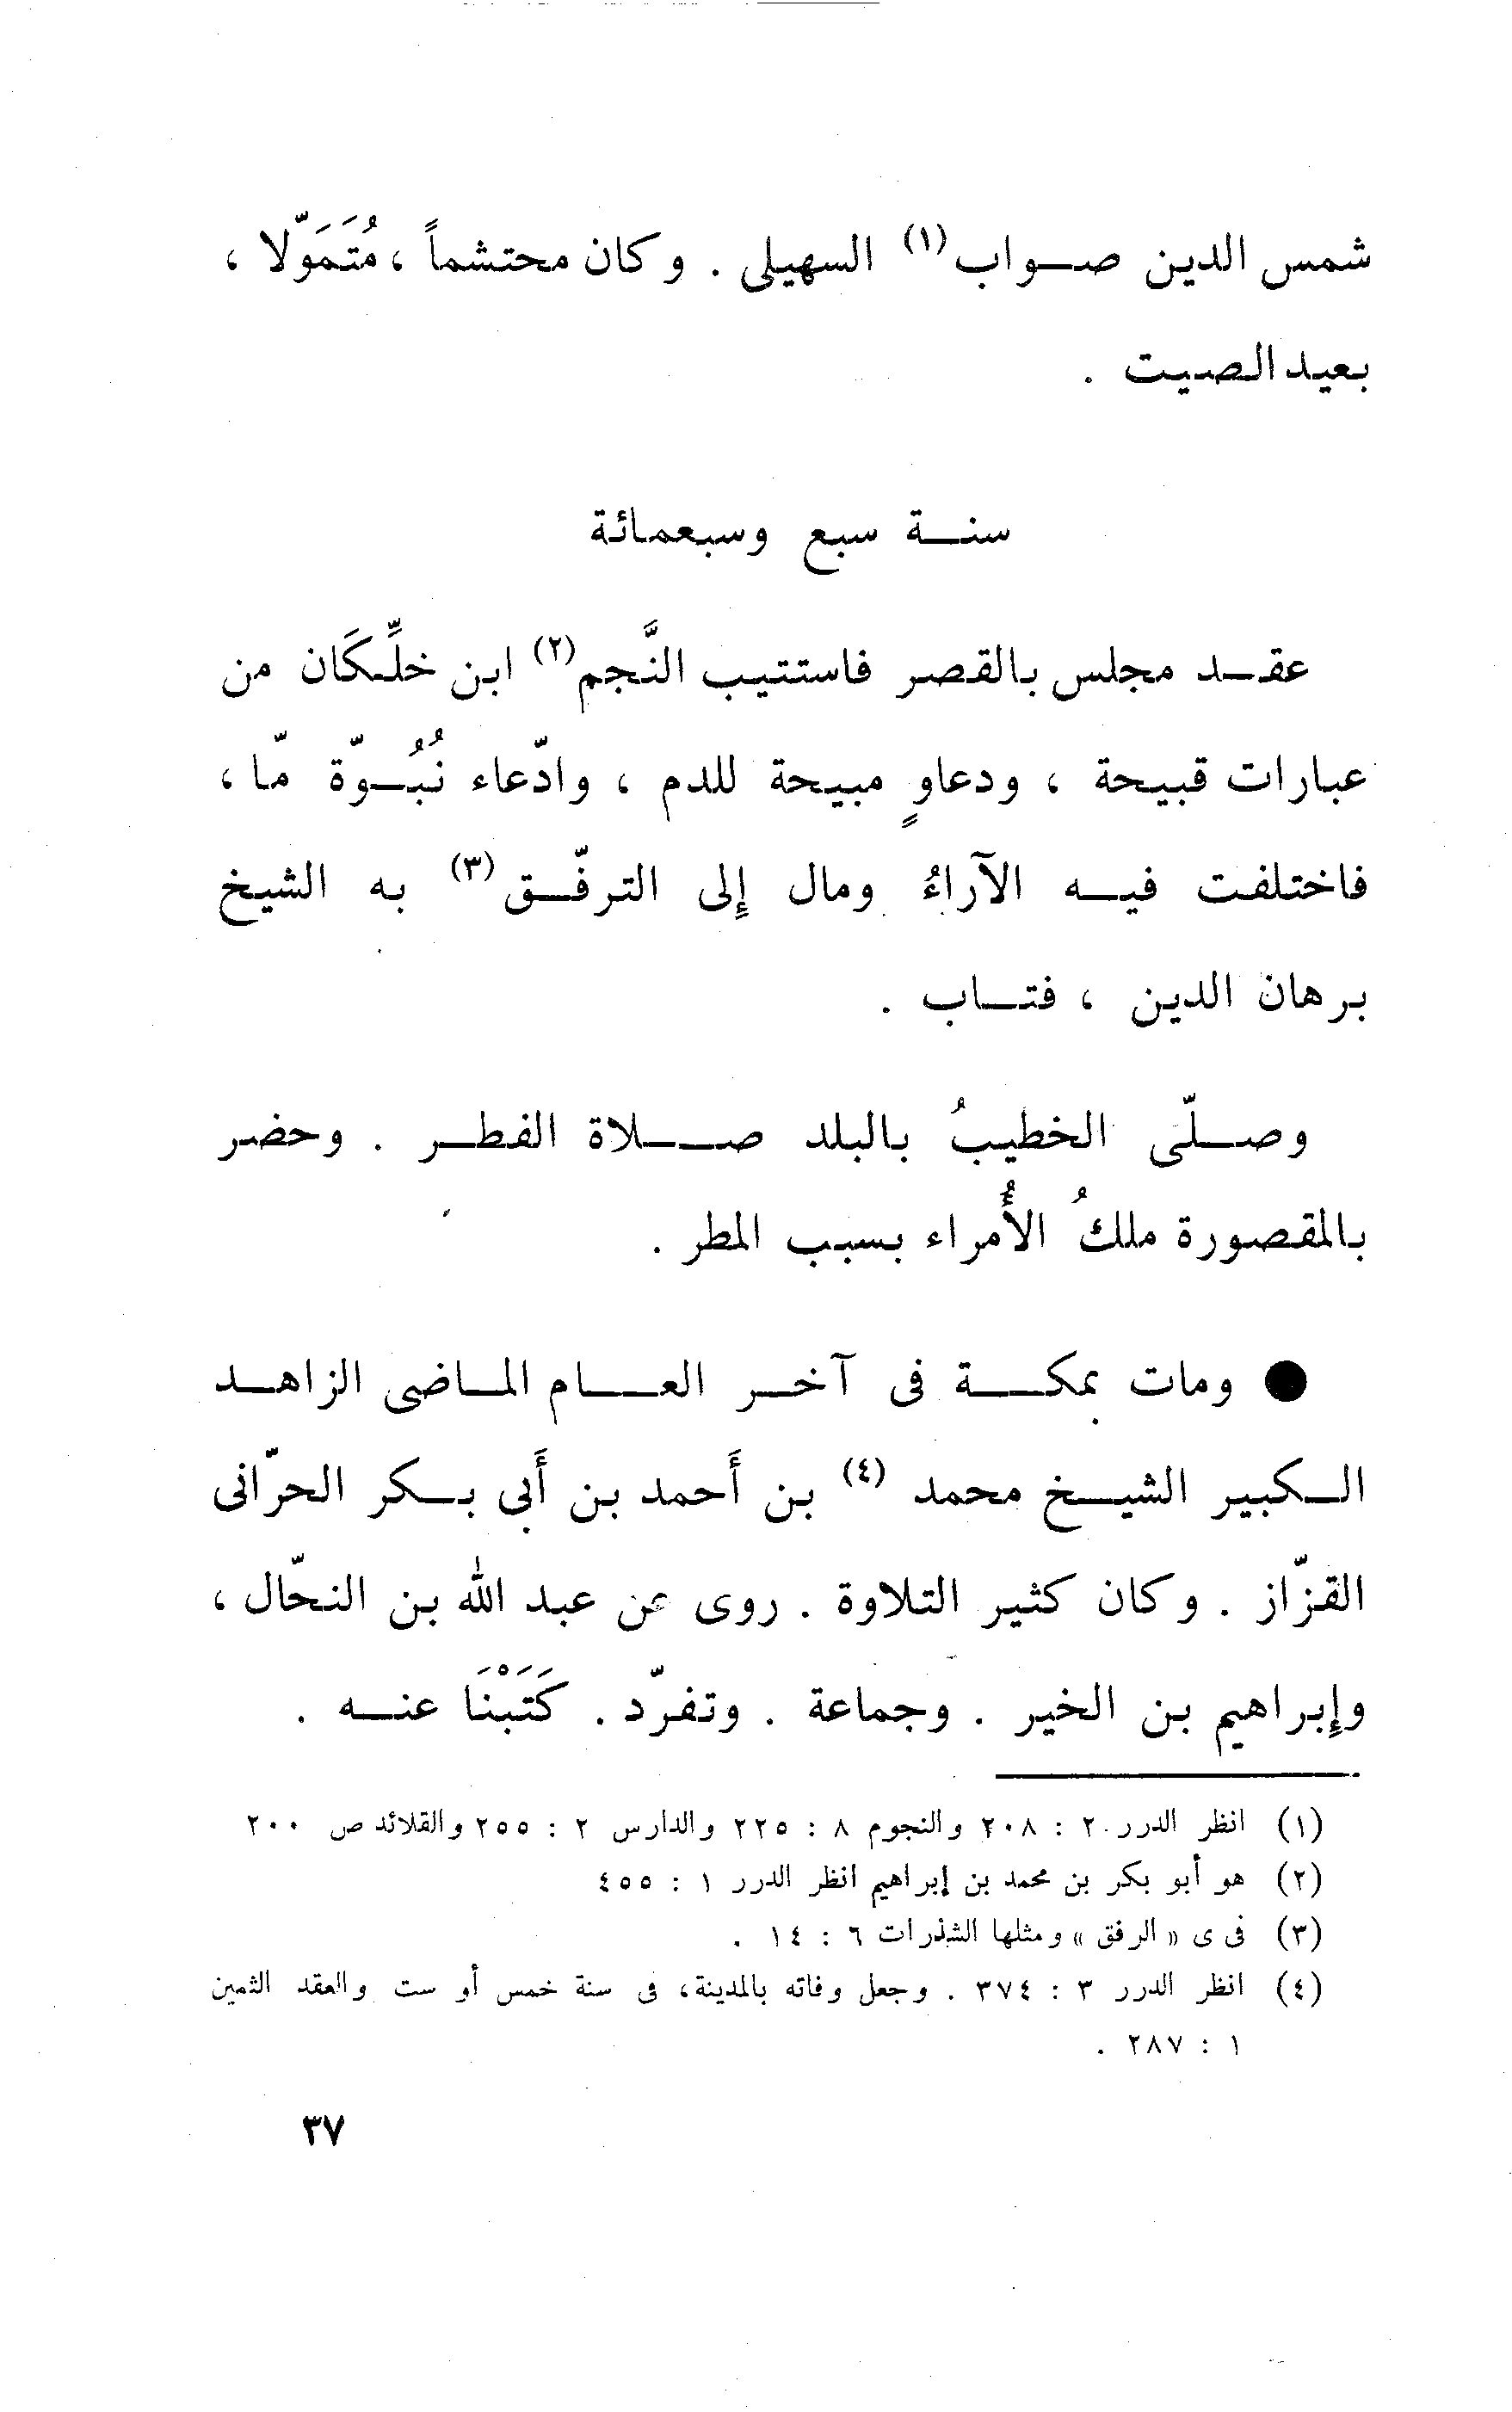 شمس الدين صواب(١) السهيلى . وكان محتشماً ، مُتَمَوّلا ،
بعيد الصيت .
سنة سبع وسبعمائة
عقد مجلس بالقصر فاستتيب النَّجم(٢) ابن خلِّكَان من
عبارات قبيحة ، ودعاوٍ مبيحة للدم ، وادّعاء نُبُوّة مّا ،
فاختلفت فيه الآراءُ ومال إلى الترفّق(٣) به الشيخ
برهان الدين ، فتاب .
وصلّى الخطيبُ بالبلد صلاة الفطر . وحضر
بالمقصورة ملكُ الأُمراء بسبب المطر .
● ومات بمكة فى آخر العام الماضى الزاهد
الكبير الشيخ محمد (٤) بن أَحمد بن أَبى بكر الحرّانى
القزّاز . وكان كثير التلاوة . روى عن عبد الله بن النحّال ،
وإبراهيم بن الخير . وجماعة . وتفرّد . كَتَبْنَا عنه .
(١) انظر الدرر ٢ : ٢٠٨ والنجوم ٨ : ٢٢٥ والدارس ٢ : ٢٥٥ والقلائد ص ٢٠٠
(٢) هو أبو بكر بن محمد بن إبراهيم انظر الدرر ١ : ٤٥٥
(٣) فى ى « الرفق » ومثلها الشذرات ٦ : ١٤ .
(٤) انظر الدرر ٣ : ٣٧٤ . وجعل وفاته بالمدينة، فى سنة خمس أو ست والعقد الثمين
١ : ٢٨٧ .
٣٧